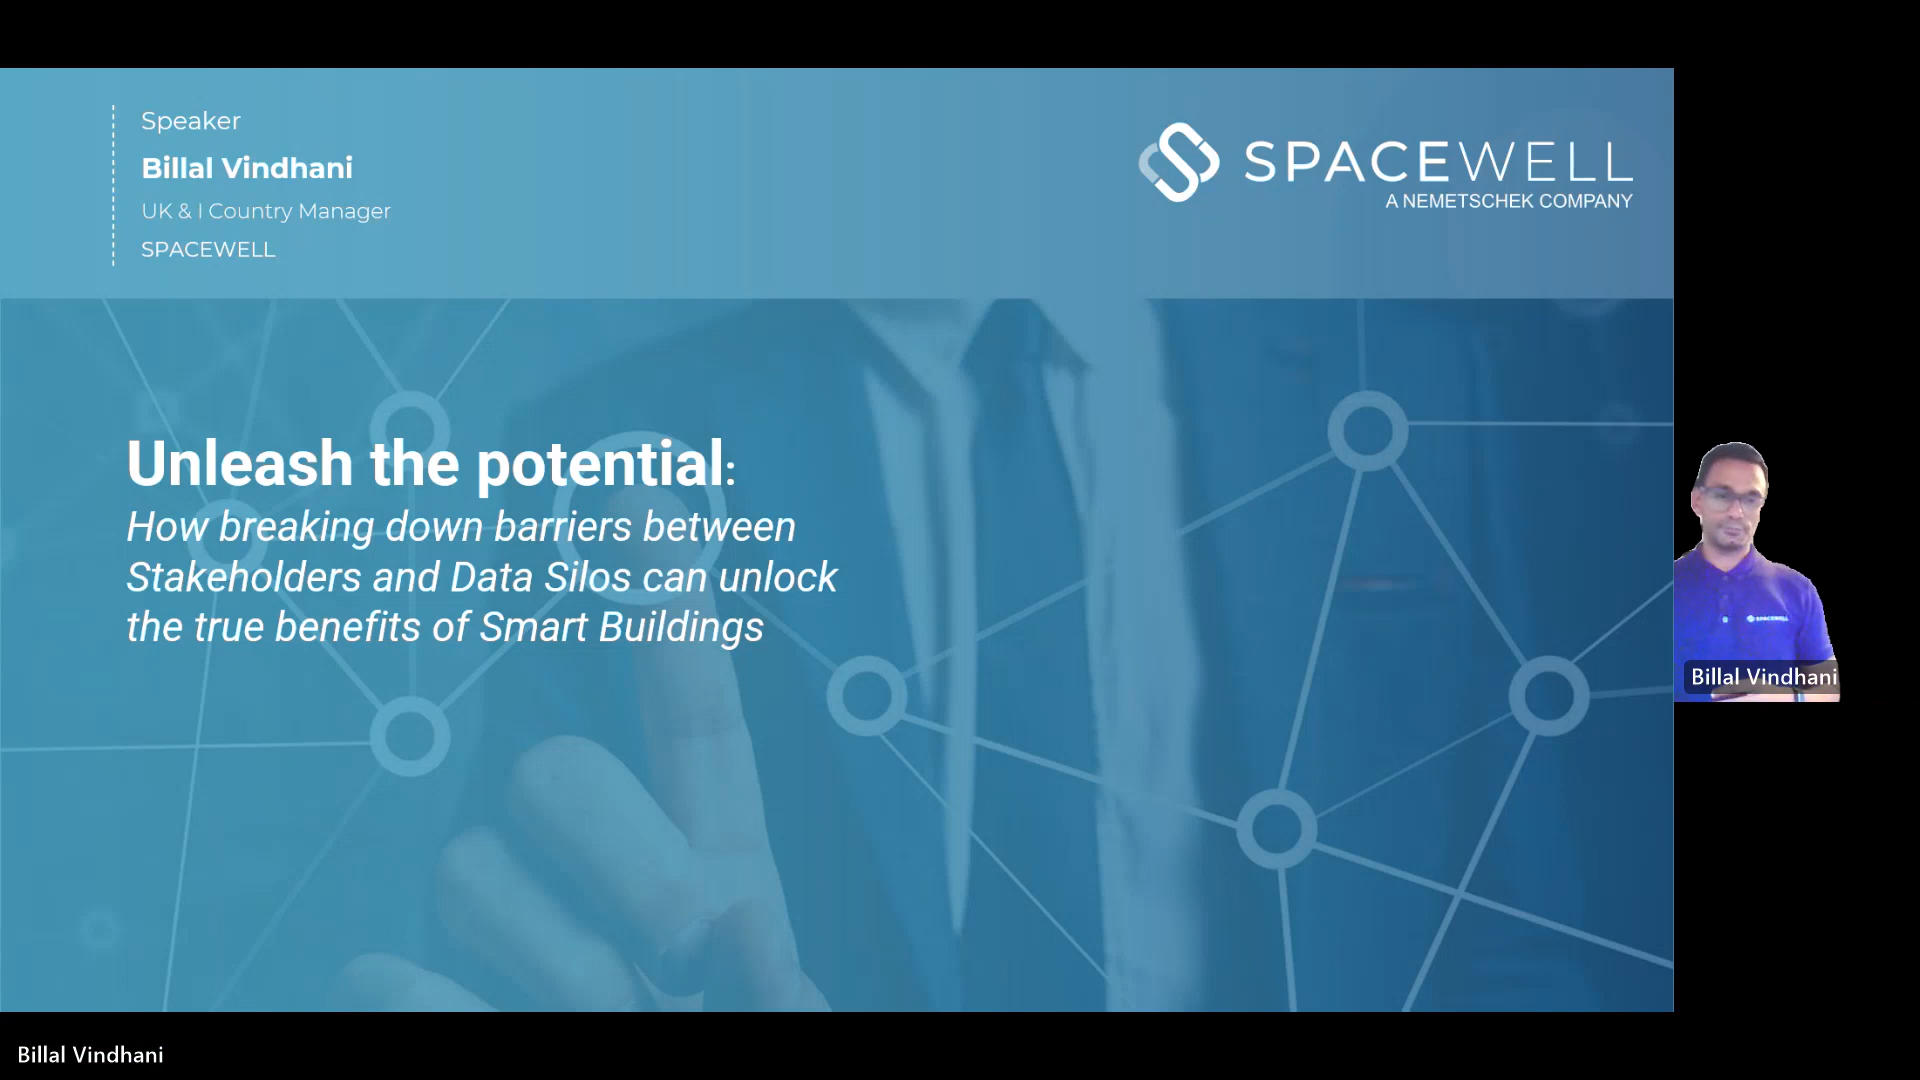 Speaker
Billal Vindhani
UK & I Country Manager
SPACEWELL
SPACEWELL
A NEMETSCHEK COMPANY
Unleash the potential:
How breaking down barriers between
Stakeholders and Data Silos can unlock
the true benefits of Smart Buildings
SPACEWELL
Billal Vindhani
Billal Vindhani